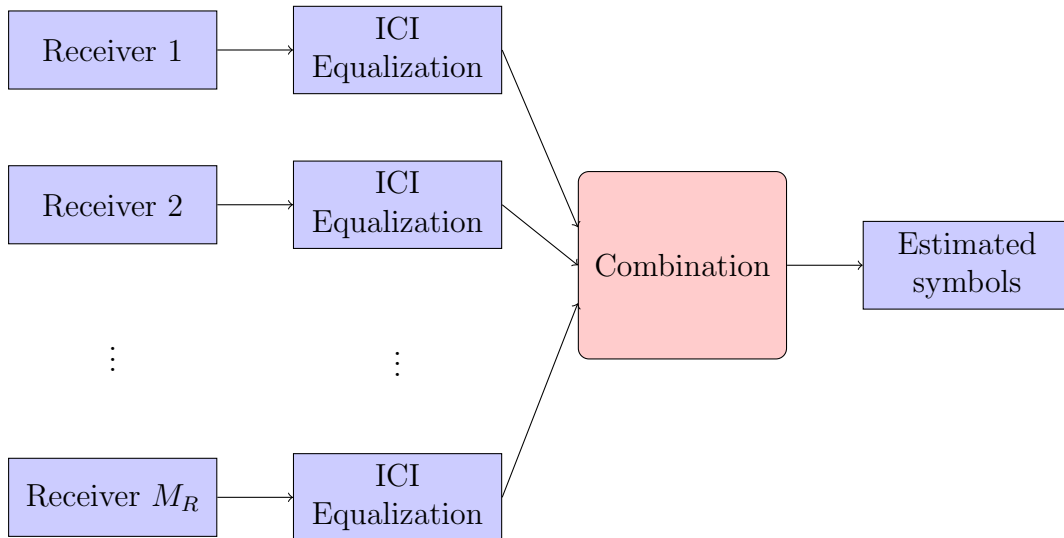 Receiver 1
ICI
Equalization
Receiver 2
ICI
Equalization
Combination
Estimated
symbols
⋮
⋮
Receiver M_R
ICI
Equalization